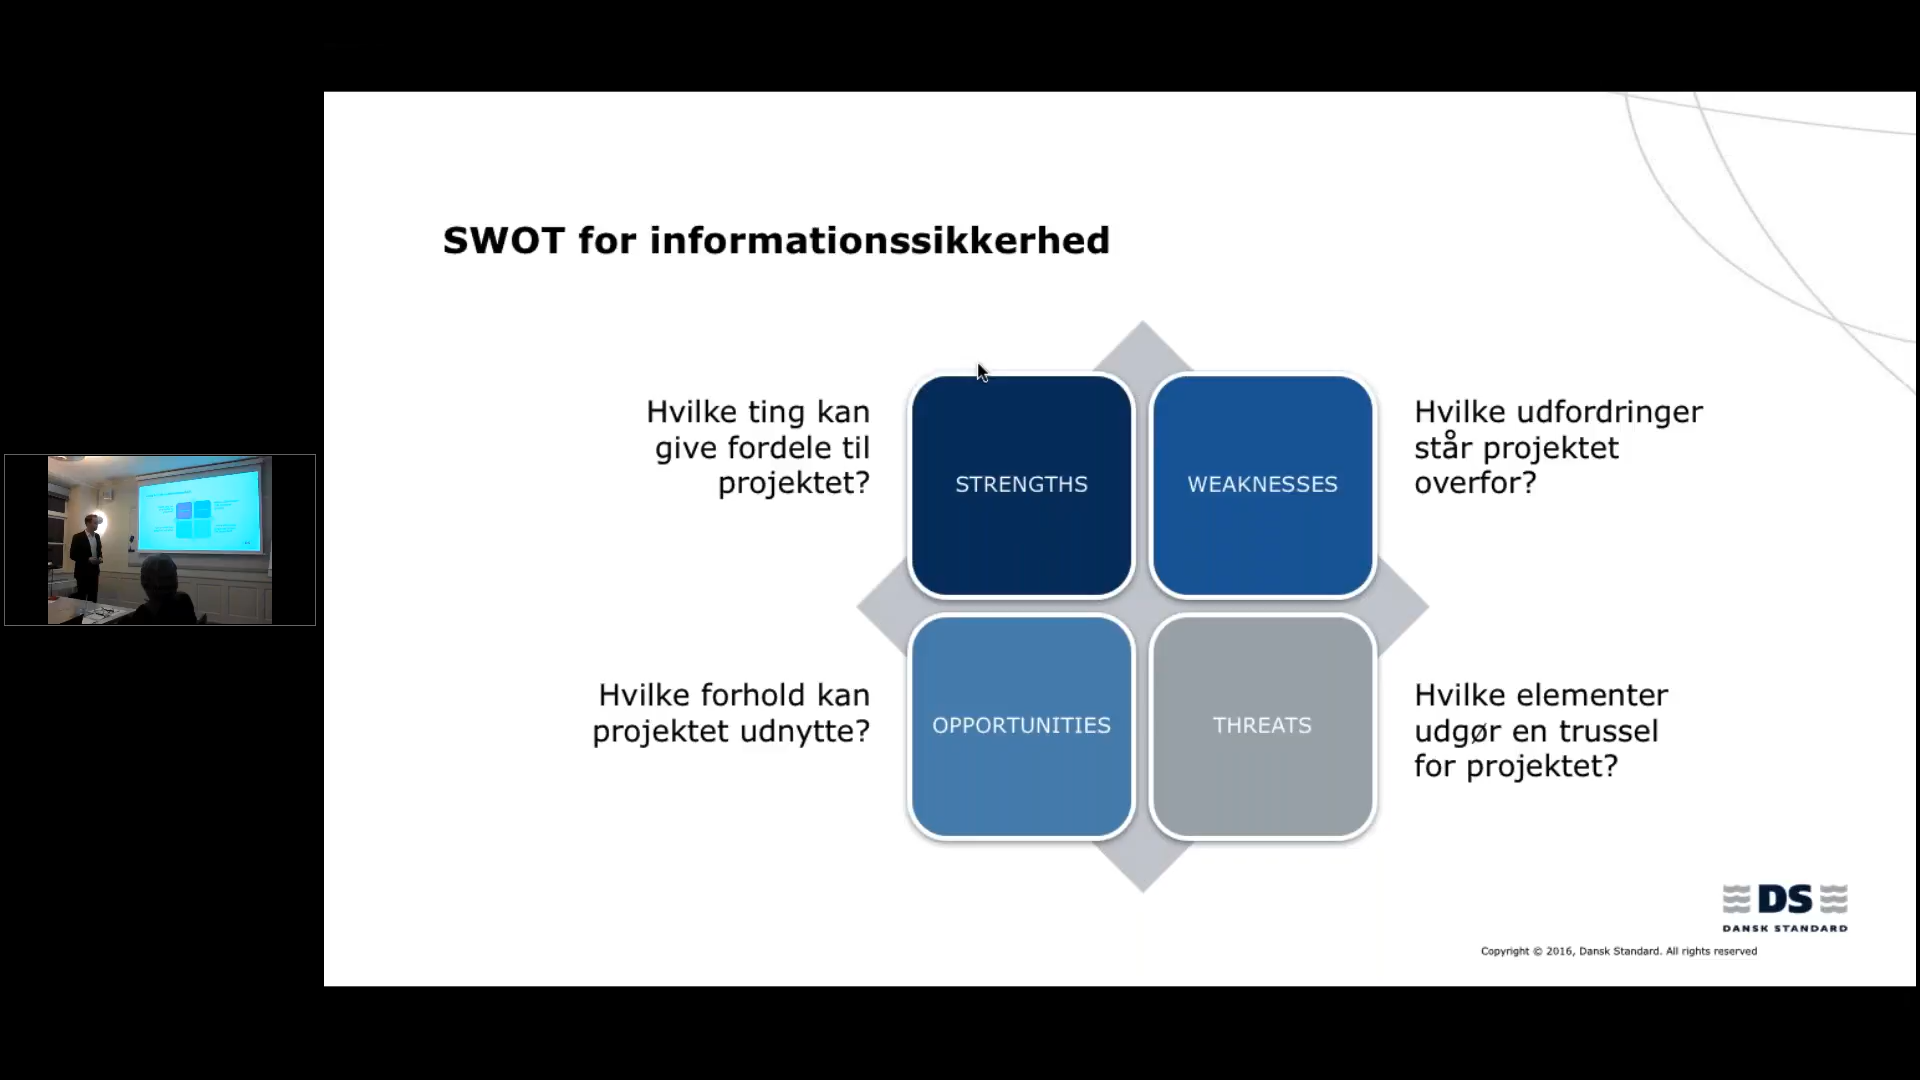 SWOT for informationssikkerhed
Hvilke ting kan
give fordele til
projektet?
STRENGTHS
WEAKNESSES
Hvilke udfordringer
står projektet
overfor?
Hvilke forhold kan
projektet udnytte?
OPPORTUNITIES
THREATS
Hvilke elementer
udgør en trussel
for projektet?
DS
DANSK STANDARD
Copyright © 2016, Dansk Standard. All rights reserved